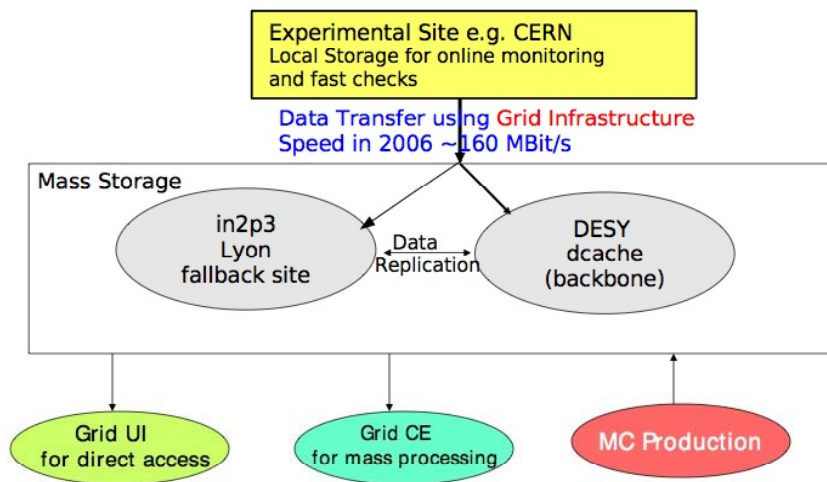 Experimental Site e.g. CERN
Local Storage for online monitoring
and fast checks
Data Transfer using Grid Infrastructure
Speed in 2006 ~160 MBit/s
Mass Storage
in2p3
Lyon
fallback site
Data
Replication
DESY
dcache
(backbone)
Grid UI
for direct access
Grid CE
for mass processing
MC Production